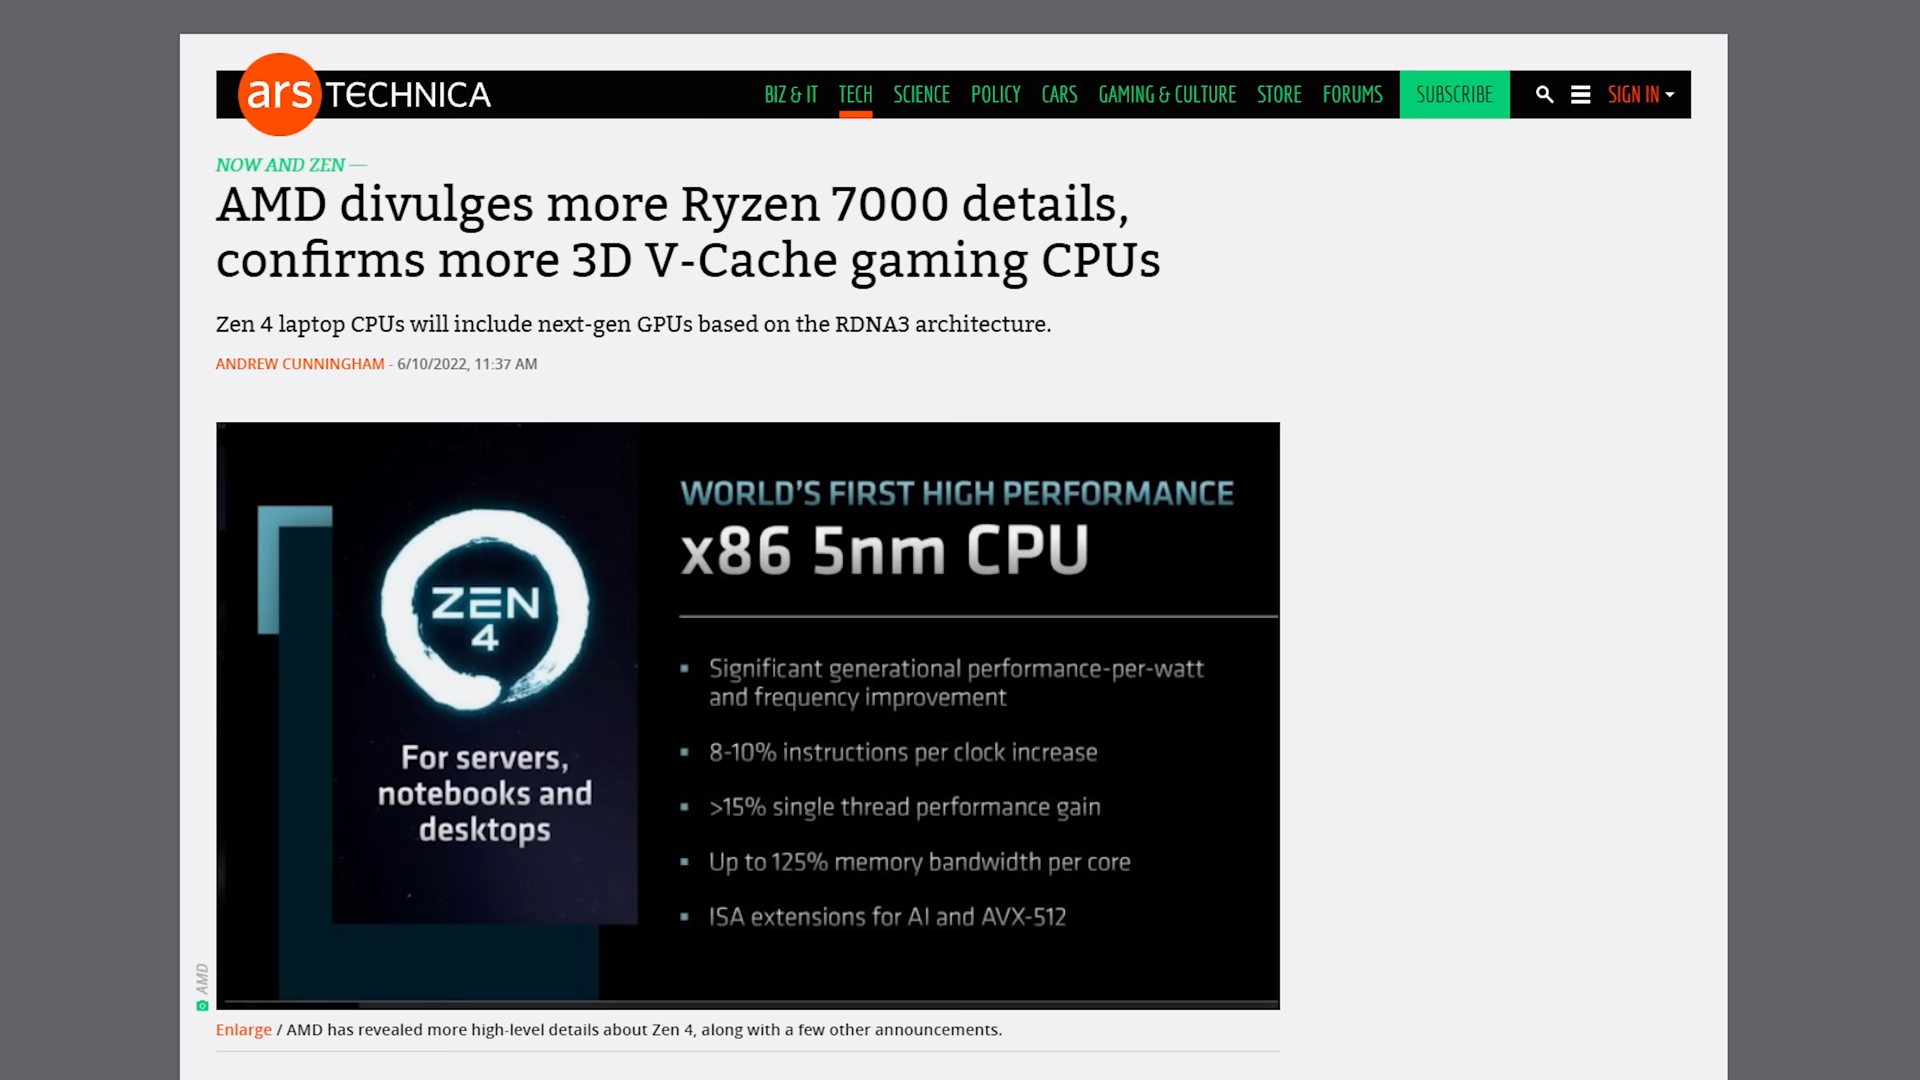 ars TECHNICA
BIZ & IT TECH SCIENCE POLICY CARS GAMING & CULTURE STORE FORUMS SUBSCRIBE SIGN IN
NOW AND ZEN —
AMD divulges more Ryzen 7000 details,
confirms more 3D V-Cache gaming CPUs
Zen 4 laptop CPUs will include next-gen GPUs based on the RDNA3 architecture.
ANDREW CUNNINGHAM - 6/10/2022, 11:37 AM
ZEN
4
For servers,
notebooks and
desktops
WORLD'S FIRST HIGH PERFORMANCE
x86 5nm CPU
▪ Significant generational performance-per-watt
and frequency improvement
▪ 8-10% instructions per clock increase
▪ >15% single thread performance gain
▪ Up to 125% memory bandwidth per core
▪ ISA extensions for AI and AVX-512
AMD
Enlarge / AMD has revealed more high-level details about Zen 4, along with a few other announcements.